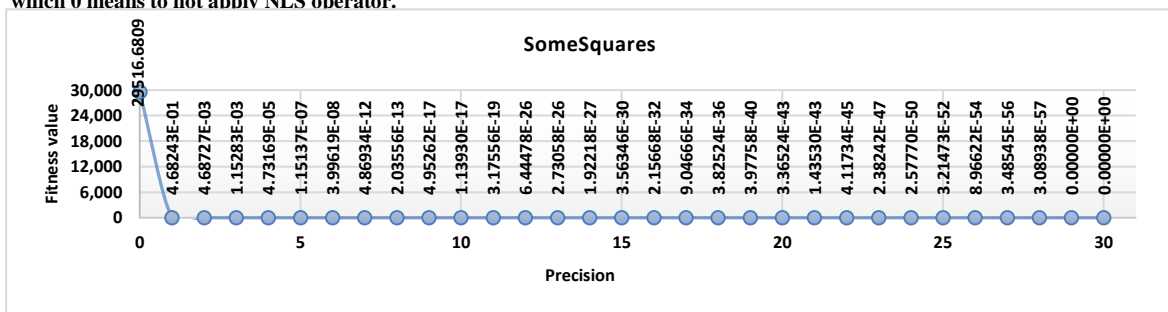 which 0 means to not apply NLS operator.
SomeSquares
Fitness value
30,000
24,000
18,000
12,000
6,000
0
29516.6809
4.68243E-01
4.68727E-03
1.15283E-03
4.73169E-05
1.15137E-07
3.99619E-08
4.86934E-12
2.03556E-13
4.95262E-17
1.13930E-17
3.17556E-19
6.44478E-26
2.73058E-26
1.92218E-27
3.56346E-30
2.15668E-32
9.04666E-34
3.82524E-36
3.97758E-40
3.36524E-43
1.49530E-43
4.11734E-45
2.38242E-47
2.57770E-50
3.21473E-52
8.96622E-54
3.48545E-56
3.08938E-57
0.00000E+00
0.00000E+00
0 5 10 15 20 25 30
Precision